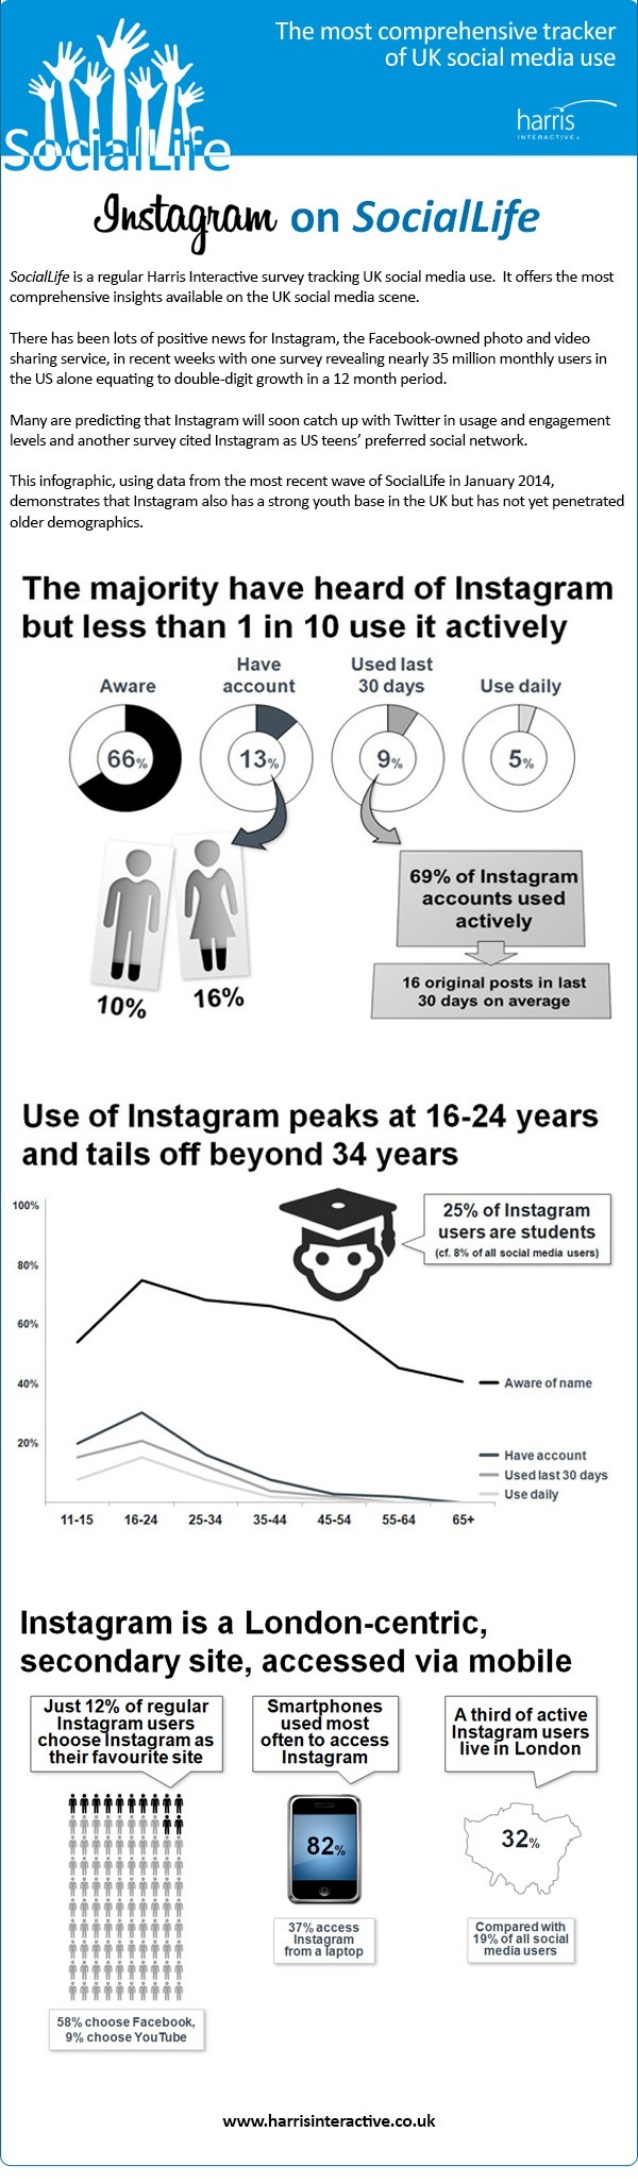 The most comprehensive tracker
of UK social media use
harris
INTERACTIVE
SocialLife
Instagram on SocialLife
SocialLife is a regular Harris Interactive survey tracking UK social media use. It offers the most
comprehensive insights available on the UK social media scene.
There has been lots of positive news for Instagram, the Facebook-owned photo and video
sharing service, in recent weeks with one survey revealing nearly 35 million monthly users in
the US alone equating to double-digit growth in a 12 month period.
Many are predicting that Instagram will soon catch up with Twitter in usage and engagement
levels and another survey cited Instagram as US teens’ preferred social network.
This infographic, using data from the most recent wave of SocialLife in January 2014,
demonstrates that Instagram also has a strong youth base in the UK but has not yet penetrated
older demographics.
The majority have heard of Instagram
but less than 1 in 10 use it actively
Aware
Have
account
Used last
30 days
Use daily
66%
13%
9%
5%
10%
16%
69% of Instagram
accounts used
actively
16 original posts in last
30 days on average
Use of Instagram peaks at 16-24 years
and tails off beyond 34 years
25% of Instagram
users are students
(cf. 8% of all social media users)
100%
80%
60%
40%
20%
Aware of name
Have account
Used last 30 days
Use daily
11-15 16-24 25-34 35-44 45-54 55-64 65+
Instagram is a London-centric,
secondary site, accessed via mobile
Just 12% of regular
Instagram users
choose Instagram as
their favourite site
58% choose Facebook,
9% choose YouTube
Smartphones
used most
often to access
Instagram
82%
37% access
Instagram
from a laptop
A third of active
Instagram users
live in London
32%
Compared with
19% of all social
media users
www.harrisinteractive.co.uk